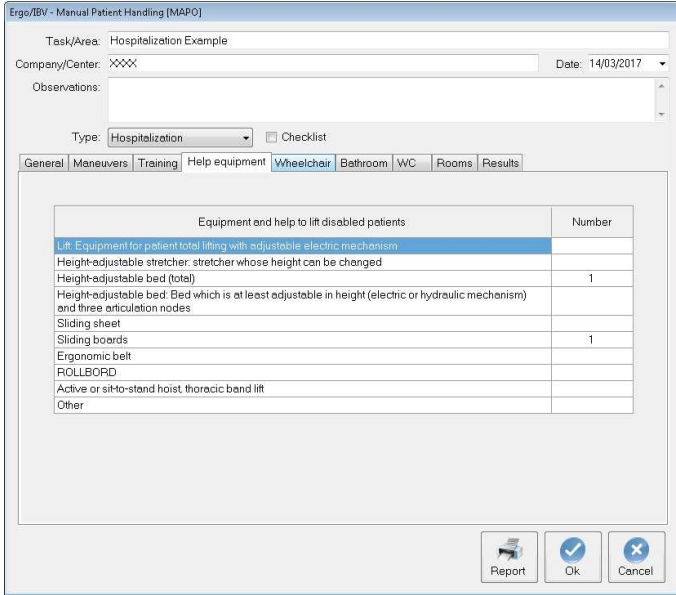 Ergo/IBV - Manual Patient Handling [MAPO]
Task/Area: Hospitalization Example
Company/Center: XXXX Date: 14/03/2017
Observations:
Type: Hospitalization Checklist
General Maneuvers Training Help equipment Wheelchair Bathroom WC Rooms Results
Equipment and help to lift disabled patients Number
Lift: Equipment for patient total lifting with adjustable electric mechanism
Height-adjustable stretcher: stretcher whose height can be changed
Height-adjustable bed (total) 1
Height-adjustable bed: Bed which is at least adjustable in height (electric or hydraulic mechanism)
and three articulation nodes
Sliding sheet
Sliding boards 1
Ergonomic belt
ROLLBORD
Active or sit-to-stand hoist, thoracic band lift
Other
Report Ok Cancel